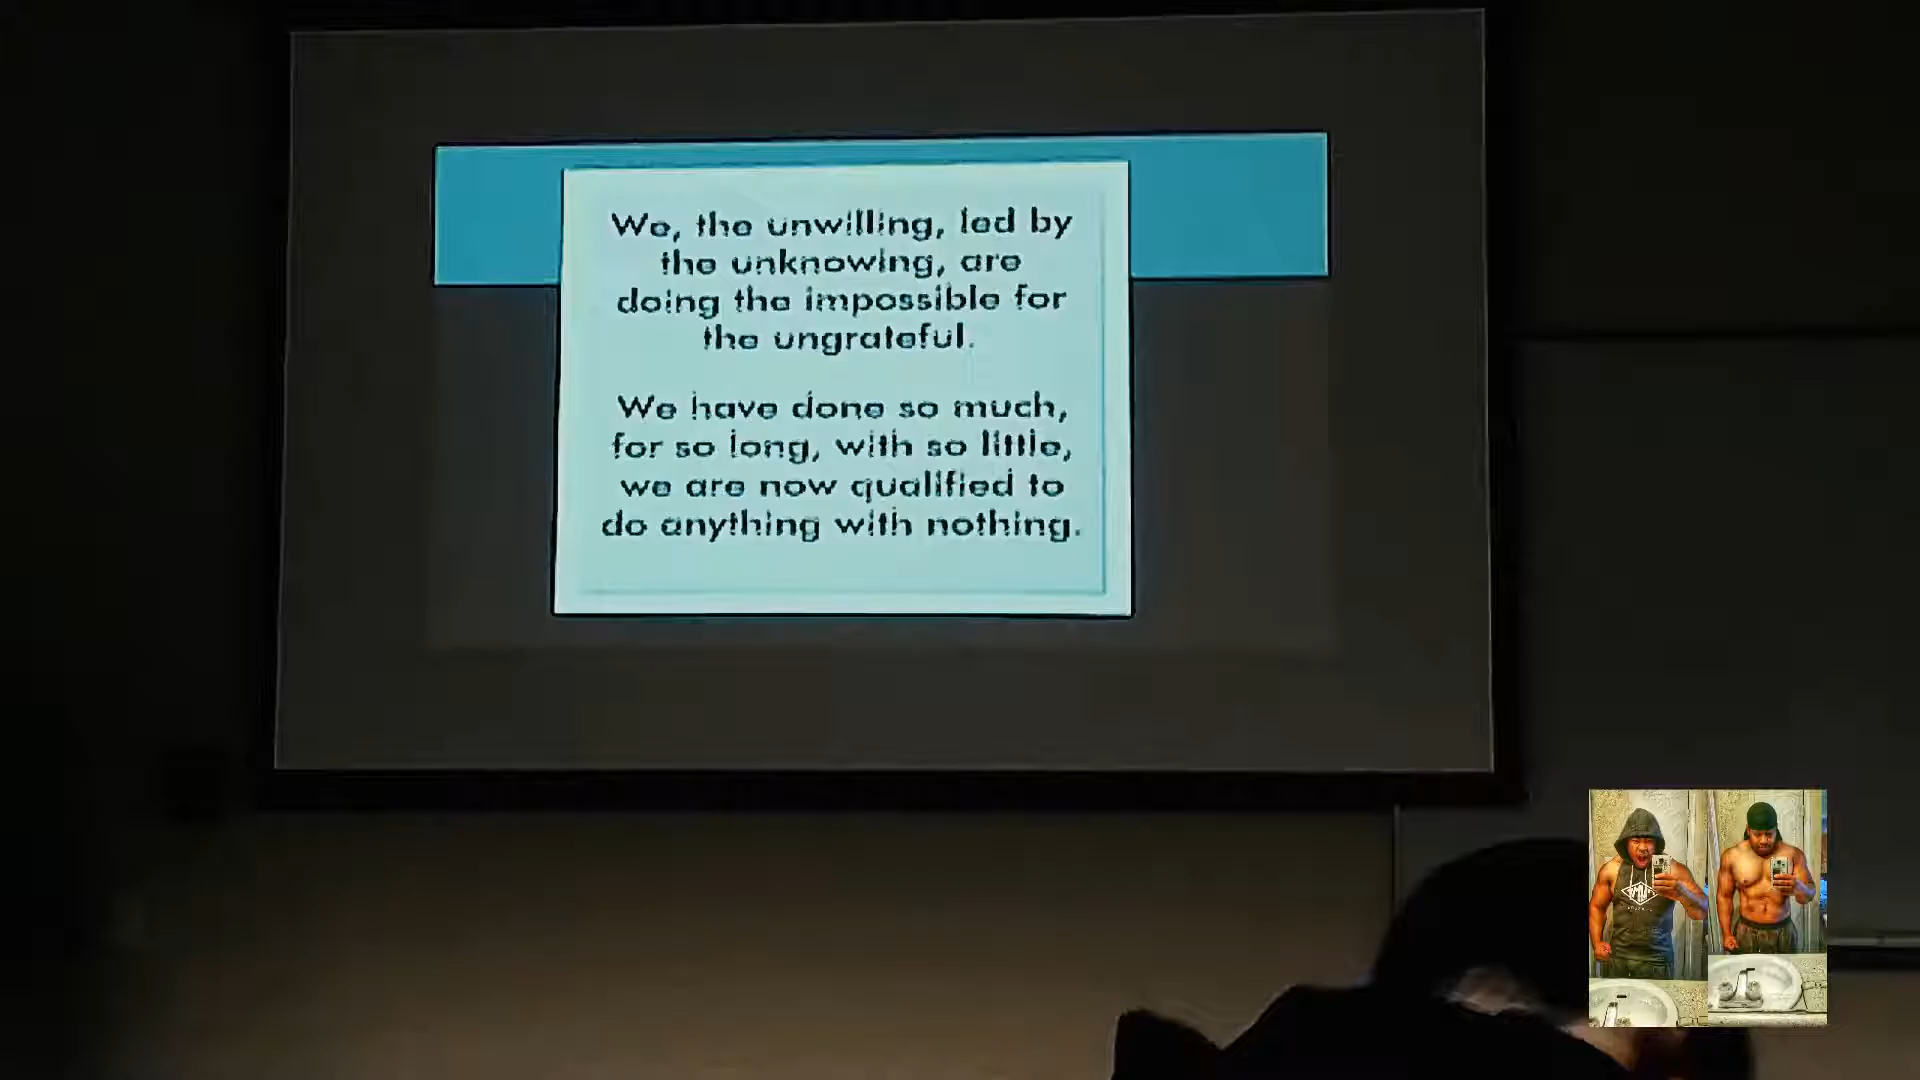 We, the unwilling, led by
the unknowing, are
doing the impossible for
the ungrateful.
We have done so much,
for so long, with so little,
we are now qualified to
do anything with nothing.